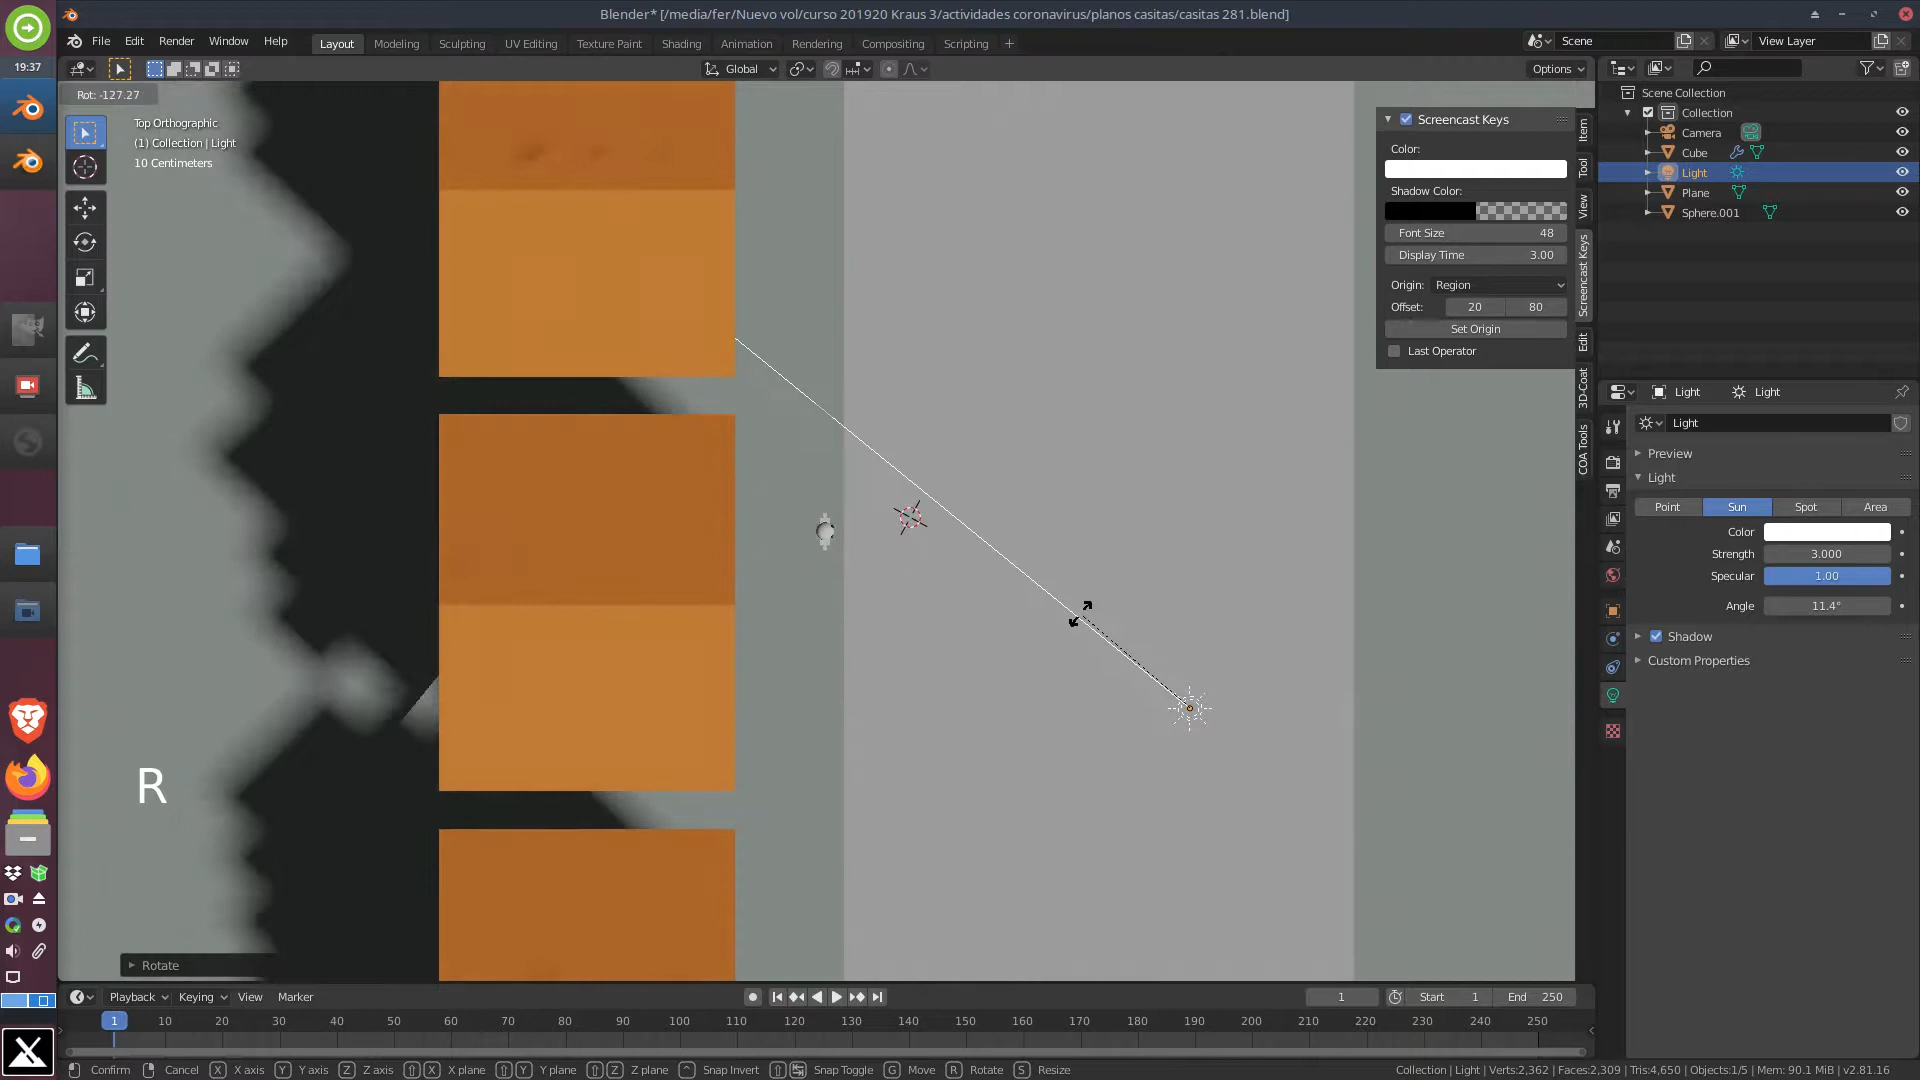 Blender* [/media/fer/Nuevo vol/curso 201920 Kraus 3/actividades coronavirus/planos casitas/casitas 281.blend]
19:37
File Edit Render Window Help
Layout Modeling Sculpting UV Editing Texture Paint Shading Animation Rendering Compositing Scripting +
Scene
View Layer
Global
Options
Rot: -127.27
Top Orthographic
(1) Collection | Light
10 Centimeters
Screencast Keys
Color:
Shadow Color:
Font Size 48
Display Time 3.00
Origin: Region
Offset: 20 80
Set Origin
Last Operator
Item
Tool
View
Screencast Keys
Edit
3D-Coat
COA Tools
Scene Collection
Collection
Camera
Cube
Light
Plane
Sphere.001
Light Light
Light
Preview
Light
Point Sun Spot Area
Color
Strength 3.000
Specular 1.00
Angle 11.4°
Shadow
Custom Properties
R
Rotate
Playback Keying View Marker
1 Start 1 End 250
1 10 20 30 40 50 60 70 80 90 100 110 120 130 140 150 160 170 180 190 200 210 220 230 240 250
Confirm Cancel X X axis Y Y axis Z Z axis X X plane Y Y plane Z Z plane ^ Snap Invert Snap Toggle G Move R Rotate S Resize
Collection | Light | Verts:2,362 | Faces:2,309 | Tris:4,650 | Objects:1/5 | Mem: 90.1 MiB | v2.81.16